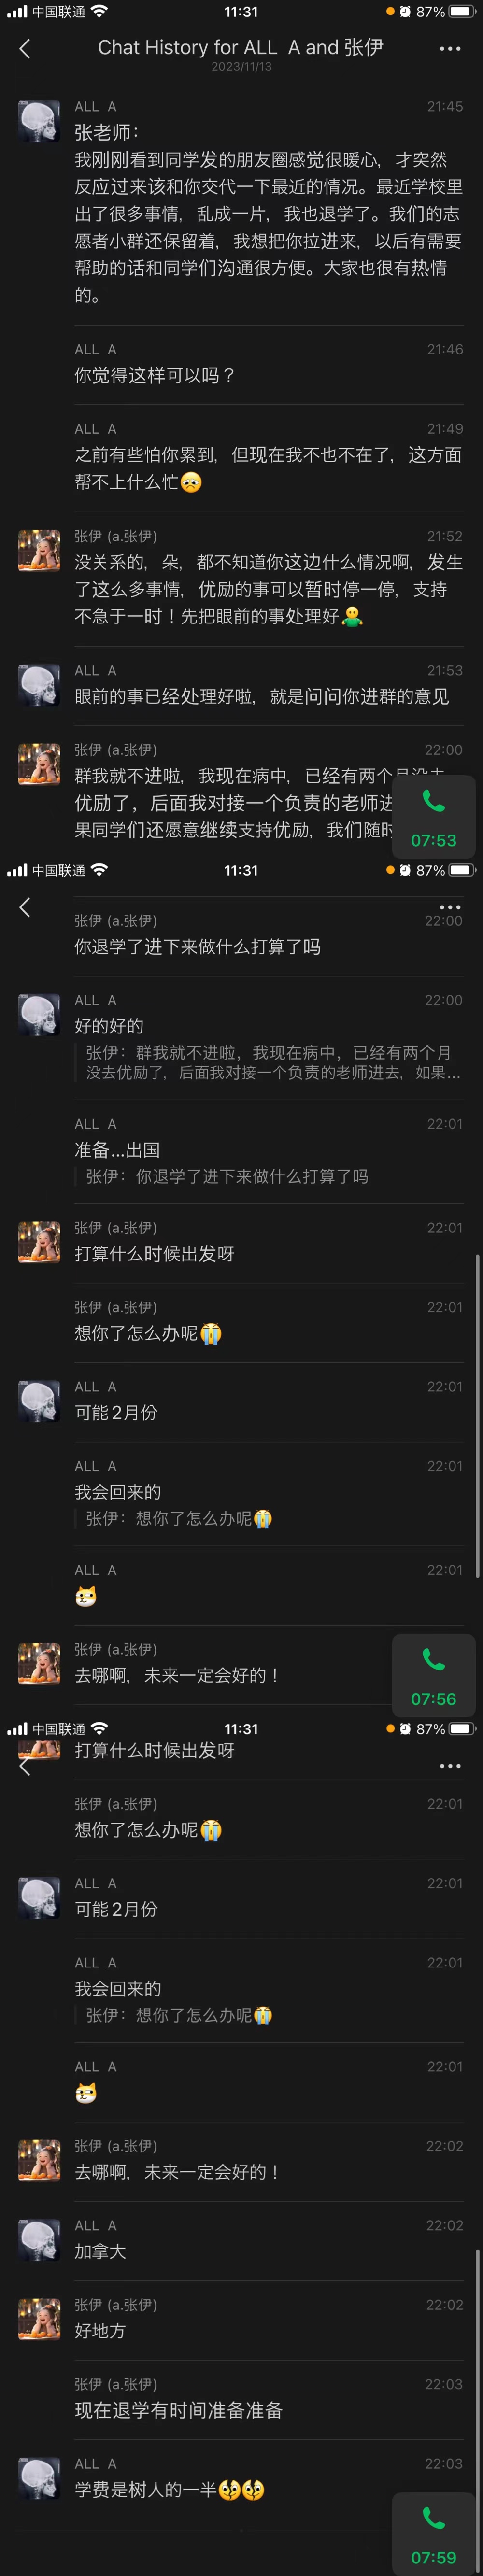 中国联通
11:31
87%
Chat History for ALL A and 张伊
2023/11/13
ALL A
21:45
张老师：
我刚刚看到同学发的朋友圈感觉很暖心，才突然
反应过来该和你交代一下最近的情况。最近学校里
出了很多事情，乱成一片，我也退学了。我们的志
愿者小群还保留着，我想把你拉进来，以后有需要
帮助的话和同学们沟通很方便。大家也很有热情
的。
ALL A
21:46
你觉得这样可以吗？
ALL A
21:49
之前有些怕你累到，但现在我不也不在了，这方面
帮不上什么忙😟
张伊 (a.张伊)
21:52
没关系的，朵，都不知道你这边什么情况啊，发生
了这么多事情，优励的事可以暂时停一停，支持
不急于一时！先把眼前的事处理好
ALL A
21:53
眼前的事已经处理好啦，就是问问你进群的意见
张伊 (a.张伊)
22:00
群我就不进啦，我现在病中，已经有两个月没去
优励了，后面我对接一个负责的老师进
果同学们还愿意继续支持优励，我们随时
07:53
中国联通
11:31
87%
张伊 (a.张伊)
22:00
你退学了进下来做什么打算了吗
ALL A
22:00
好的好的
张伊：群我就不进啦，我现在病中，已经有两个月
没去优励了，后面我对接一个负责的老师进去，如果...
ALL A
22:01
准备...出国
张伊：你退学了进下来做什么打算了吗
张伊 (a.张伊)
22:01
打算什么时候出发呀
张伊 (a.张伊)
22:01
想你了怎么办呢😭
ALL A
22:01
可能2月份
ALL A
22:01
我会回来的
张伊：想你了怎么办呢😭
ALL A
22:01
张伊 (a.张伊)
去哪啊，未来一定会好的！
07:56
中国联通
11:31
87%
打算什么时候出发呀
张伊 (a.张伊)
22:01
想你了怎么办呢😭
ALL A
22:01
可能2月份
ALL A
22:01
我会回来的
张伊：想你了怎么办呢😭
ALL A
22:01
张伊 (a.张伊)
22:02
去哪啊，未来一定会好的！
ALL A
22:02
加拿大
张伊 (a.张伊)
22:02
好地方
张伊 (a.张伊)
22:03
现在退学有时间准备准备
ALL A
22:03
学费是树人的一半
07:59